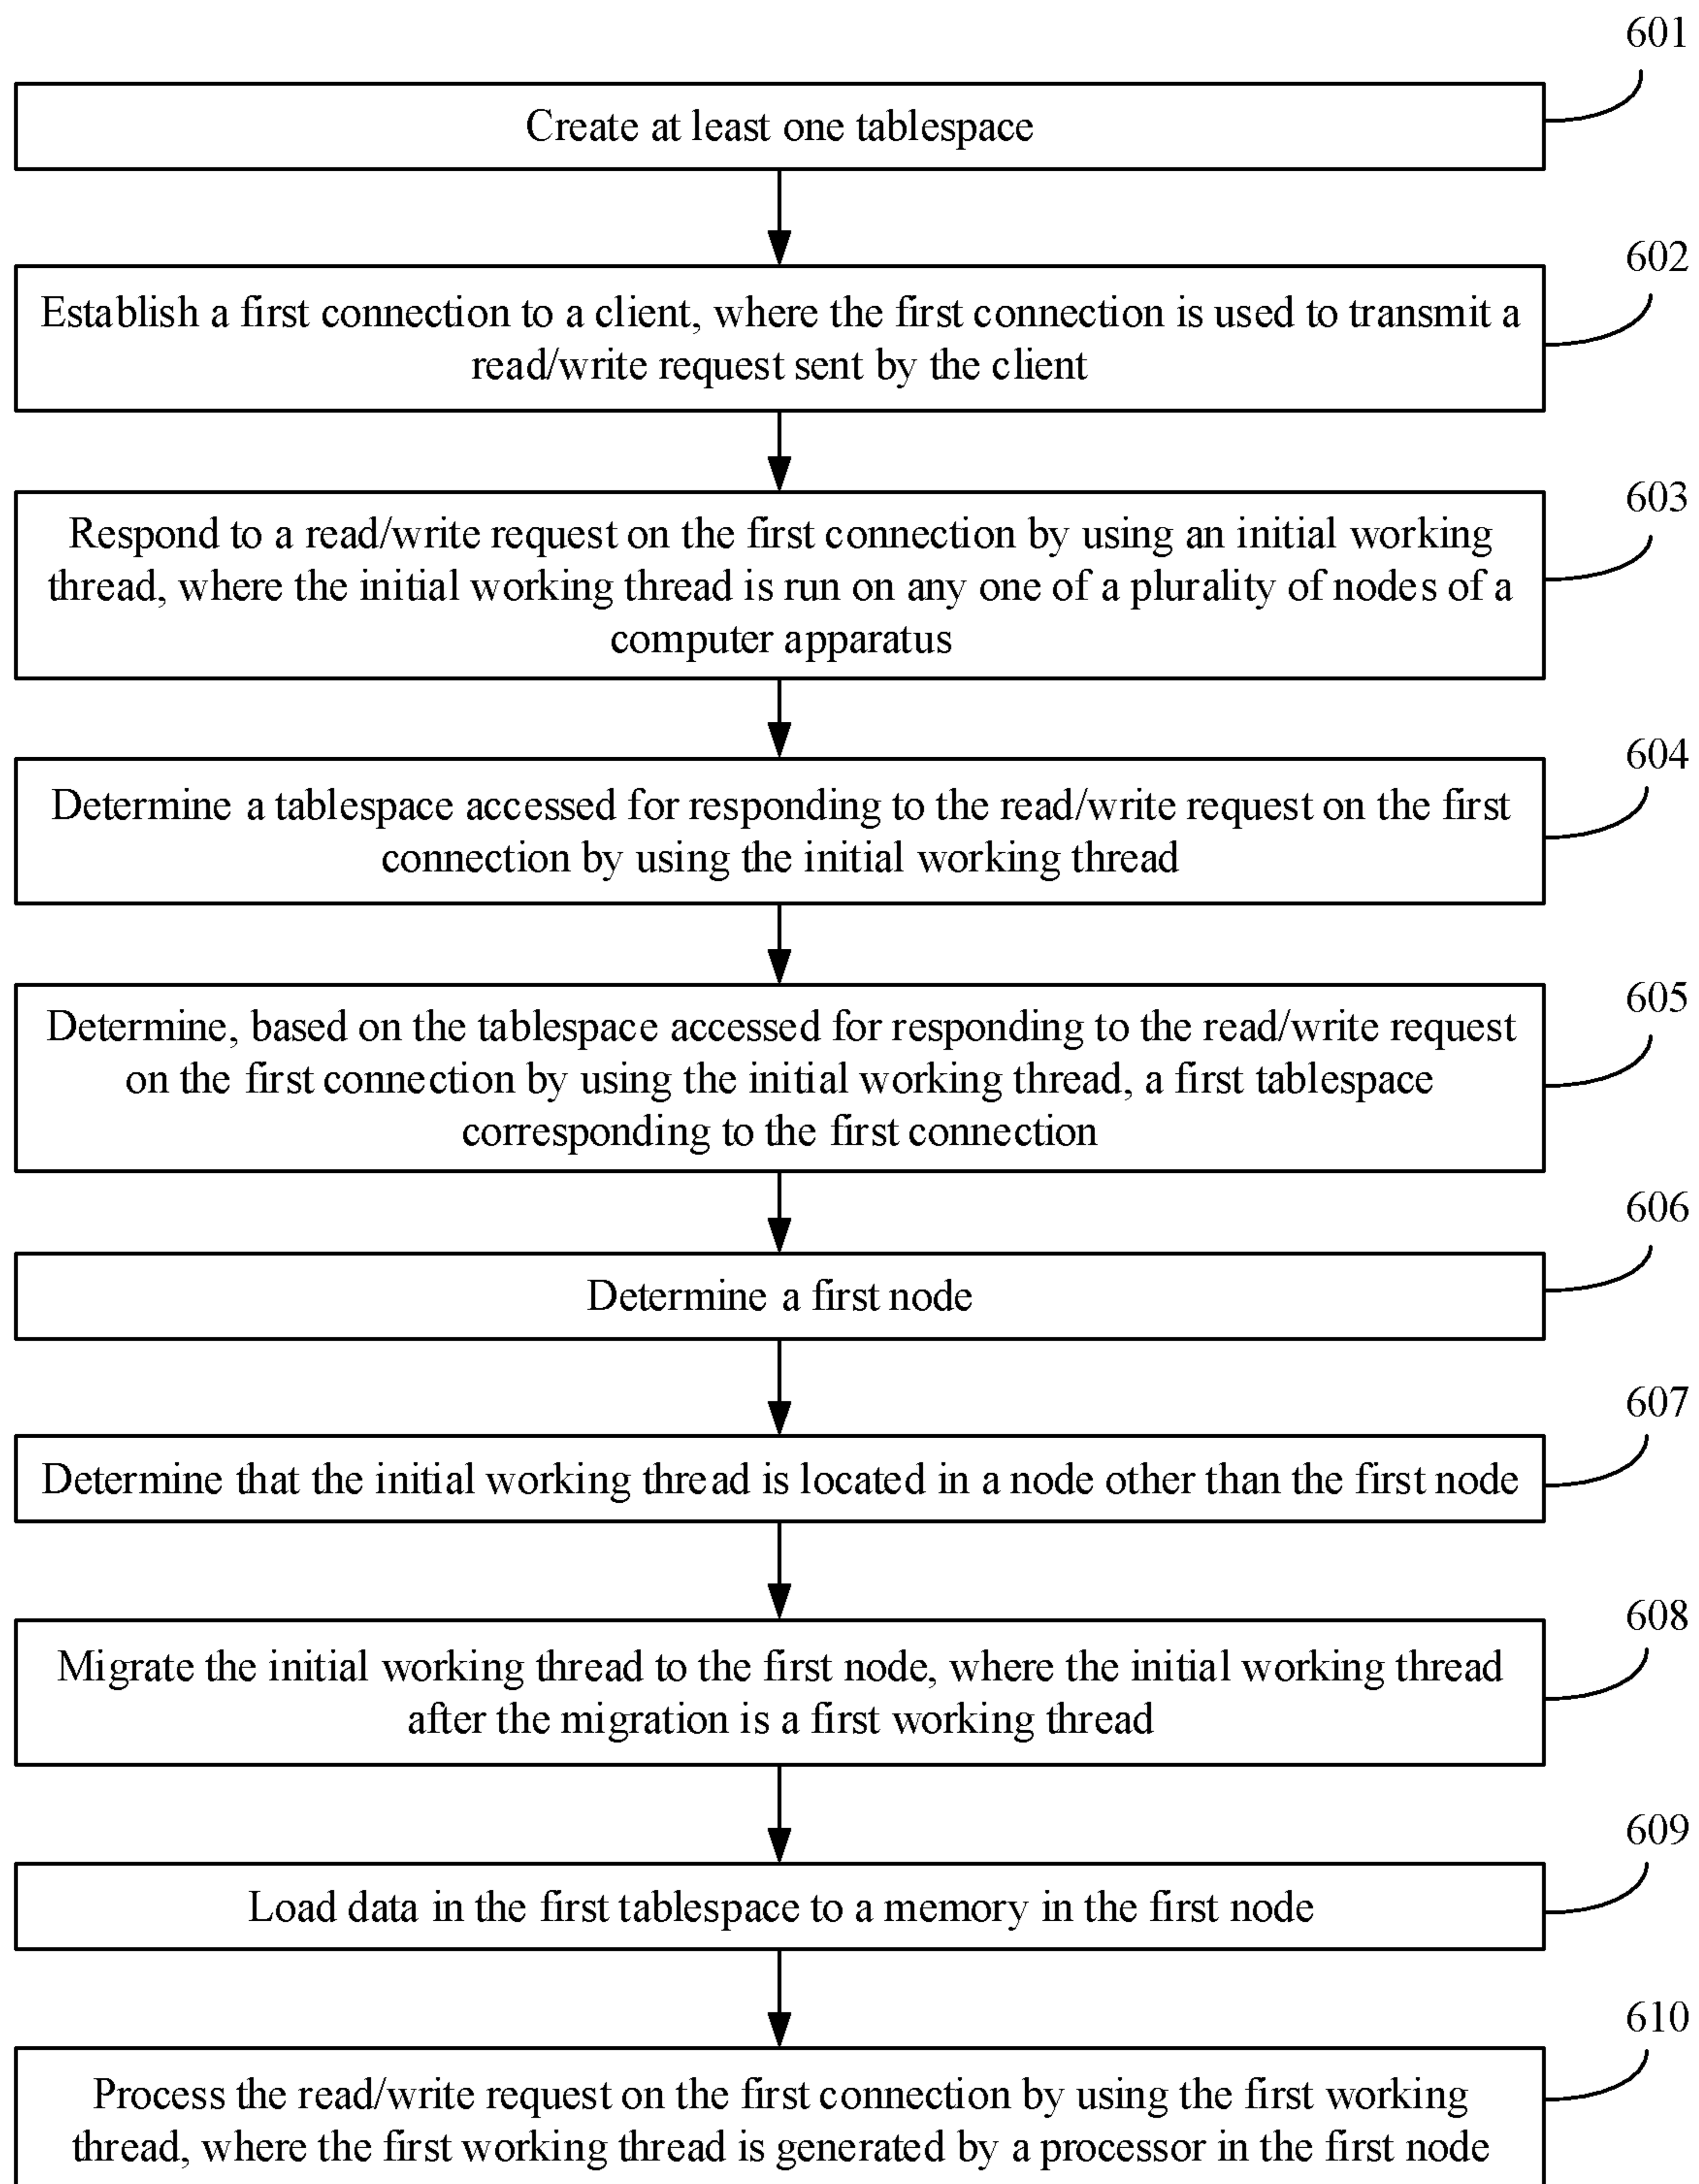 601
Create at least one tablespace
602
Establish a first connection to a client, where the first connection is used to transmit a
read/write request sent by the client
603
Respond to a read/write request on the first connection by using an initial working
thread, where the initial working thread is run on any one of a plurality of nodes of a
computer apparatus
604
Determine a tablespace accessed for responding to the read/write request on the first
connection by using the initial working thread
605
Determine, based on the tablespace accessed for responding to the read/write request
on the first connection by using the initial working thread, a first tablespace
corresponding to the first connection
606
Determine a first node
607
Determine that the initial working thread is located in a node other than the first node
608
Migrate the initial working thread to the first node, where the initial working thread
after the migration is a first working thread
609
Load data in the first tablespace to a memory in the first node
610
Process the read/write request on the first connection by using the first working
thread, where the first working thread is generated by a processor in the first node